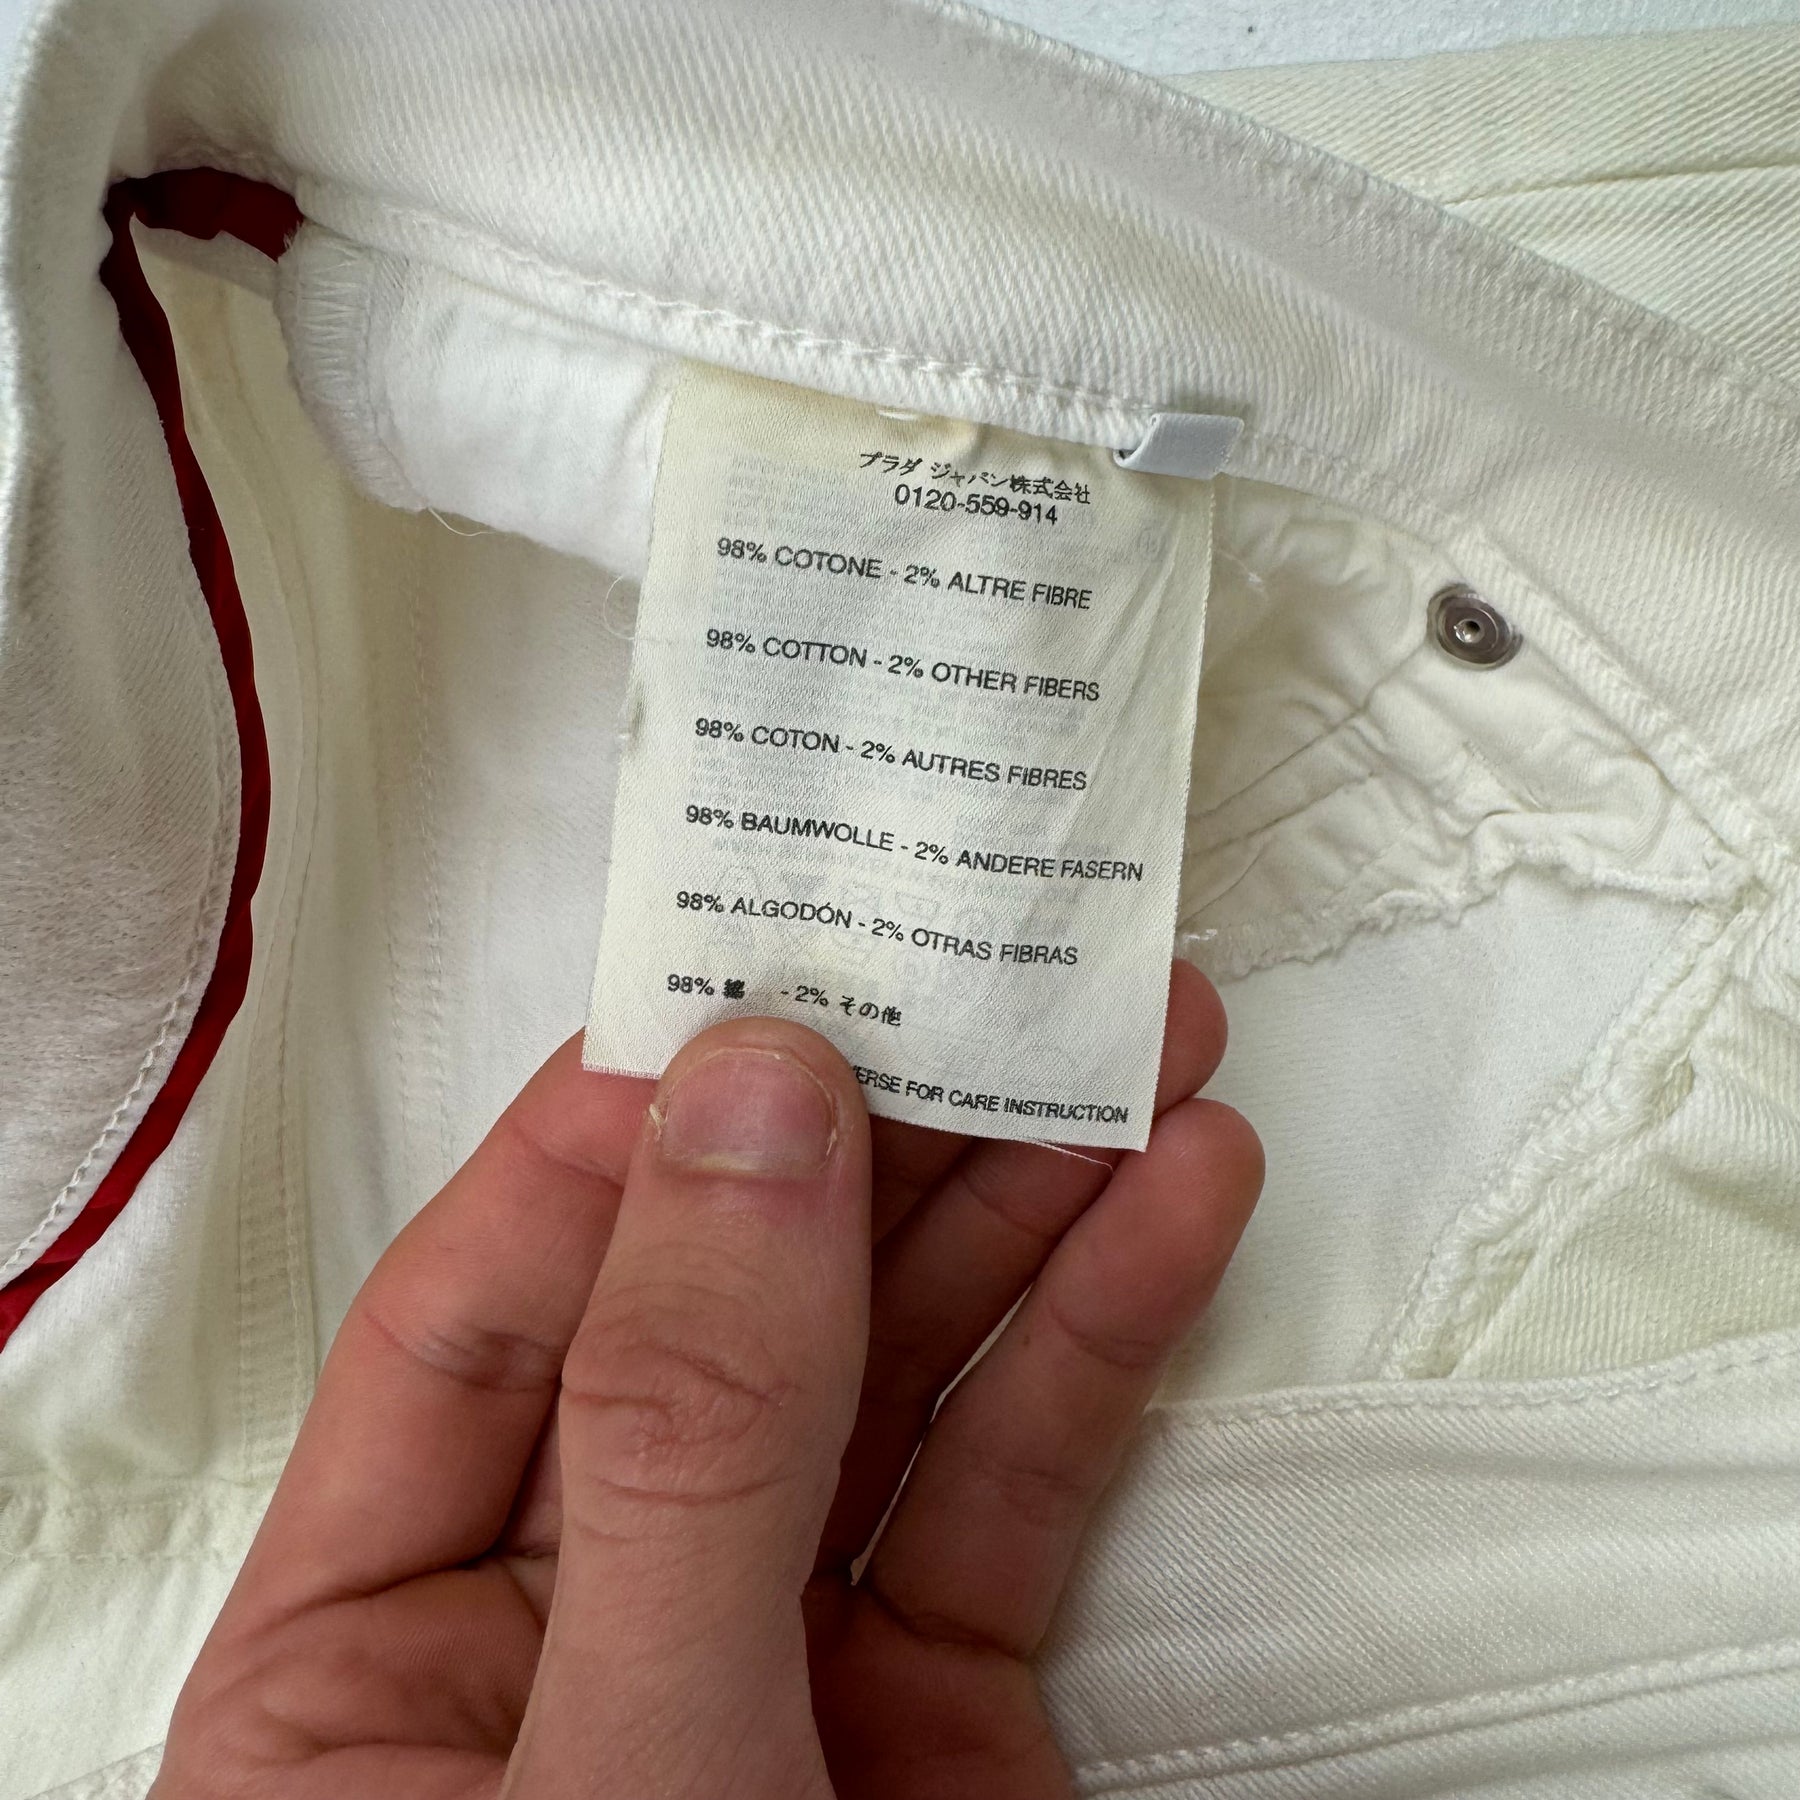 プラダ ジャパン株式会社
0120-559-914
98% COTONE - 2% ALTRE FIBRE
98% COTTON - 2% OTHER FIBERS
98% COTON - 2% AUTRES FIBRES
98% BAUMWOLLE - 2% ANDERE FASERN
98% ALGODÓN - 2% OTRAS FIBRAS
98% 綿 - 2% その他
FOR CARE INSTRUCTION